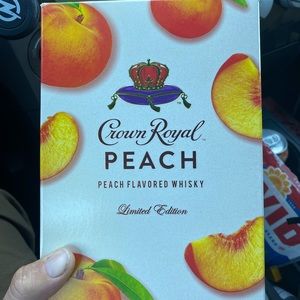 Crown Royal
PEACH
PEACH FLAVORED WHISKY
Limited Edition